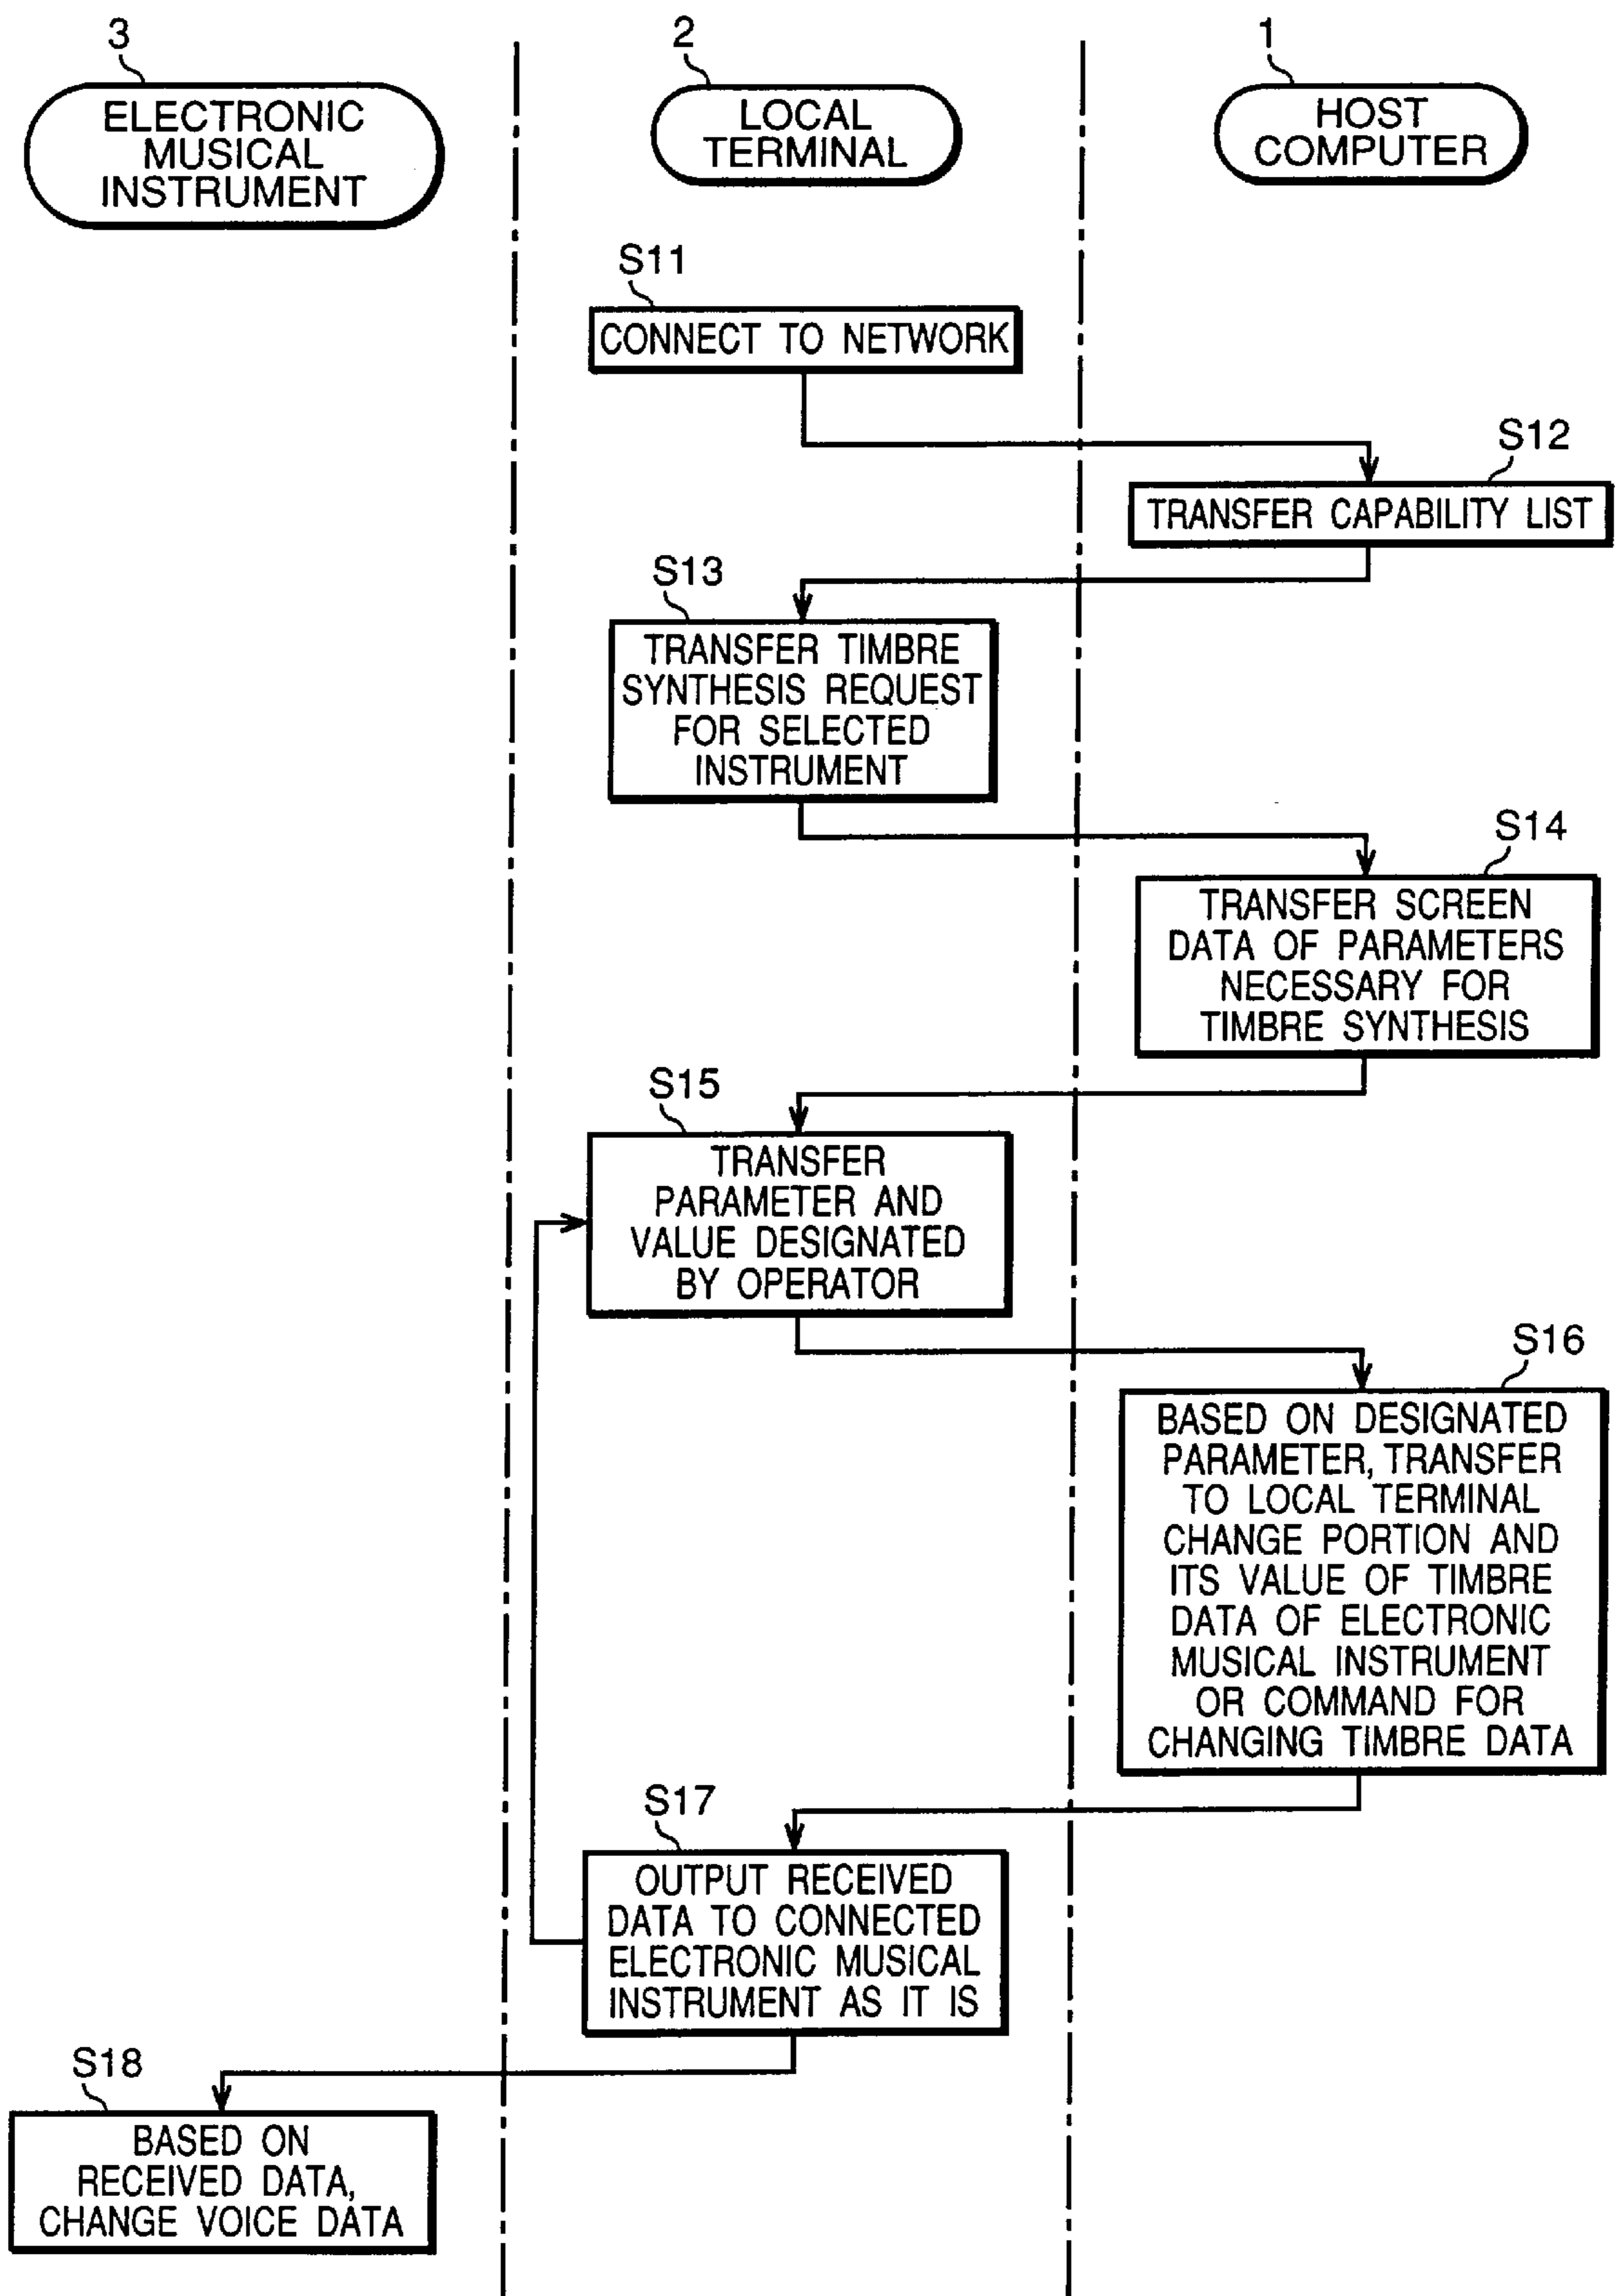 3
ELECTRONIC
MUSICAL
INSTRUMENT
2
LOCAL
TERMINAL
1
HOST
COMPUTER
S11
CONNECT TO NETWORK
S12
TRANSFER CAPABILITY LIST
S13
TRANSFER TIMBRE
SYNTHESIS REQUEST
FOR SELECTED
INSTRUMENT
S14
TRANSFER SCREEN
DATA OF PARAMETERS
NECESSARY FOR
TIMBRE SYNTHESIS
S15
TRANSFER
PARAMETER AND
VALUE DESIGNATED
BY OPERATOR
S16
BASED ON DESIGNATED
PARAMETER, TRANSFER
TO LOCAL TERMINAL
CHANGE PORTION AND
ITS VALUE OF TIMBRE
DATA OF ELECTRONIC
MUSICAL INSTRUMENT
OR COMMAND FOR
CHANGING TIMBRE DATA
S17
OUTPUT RECEIVED
DATA TO CONNECTED
ELECTRONIC MUSICAL
INSTRUMENT AS IT IS
S18
BASED ON
RECEIVED DATA,
CHANGE VOICE DATA